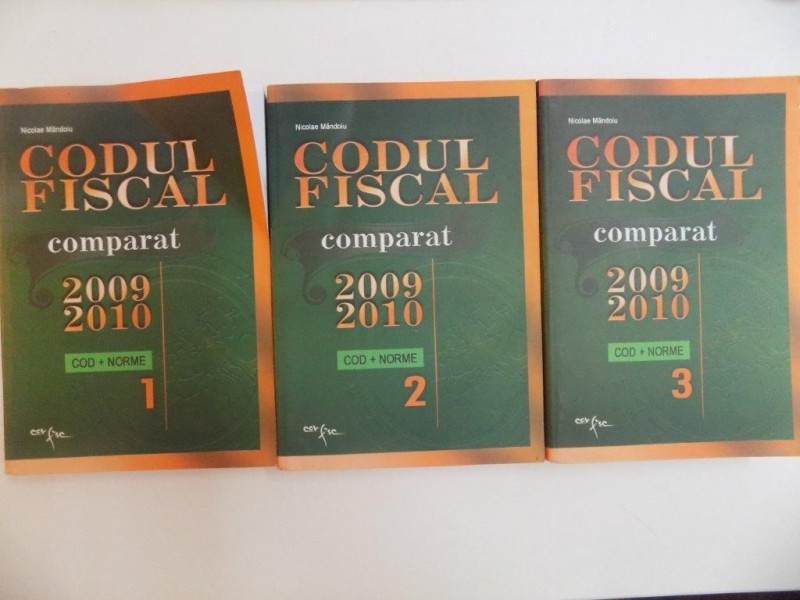 Nicolae Mândoiu
CODUL
FISCAL
comparat
2009
2010
COD + NORME
1
Nicolae Mândoiu
CODUL
FISCAL
comparat
2009
2010
COD + NORME
2
Nicolae Mândoiu
CODUL
FISCAL
comparat
2009
2010
COD + NORME
3